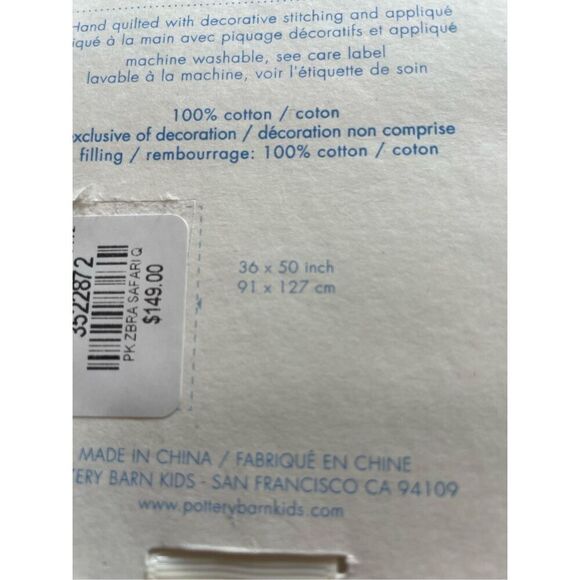 Hand quilted with decorative stitching and appliqué
iqué à la main avec piquage décoratifs et appliqué
machine washable, see care label
lavable à la machine, voir l'étiquette de soin
100% cotton / coton
xclusive of decoration / décoration non comprise
filling / rembourrage: 100% cotton / coton
3522872
PK ZBRA SAFARI Q
$149.00
36 x 50 inch
91 x 127 cm
MADE IN CHINA / FABRIQUÉ EN CHINE
ERY BARN KIDS - SAN FRANCISCO CA 94109
www.potterybarnkids.com